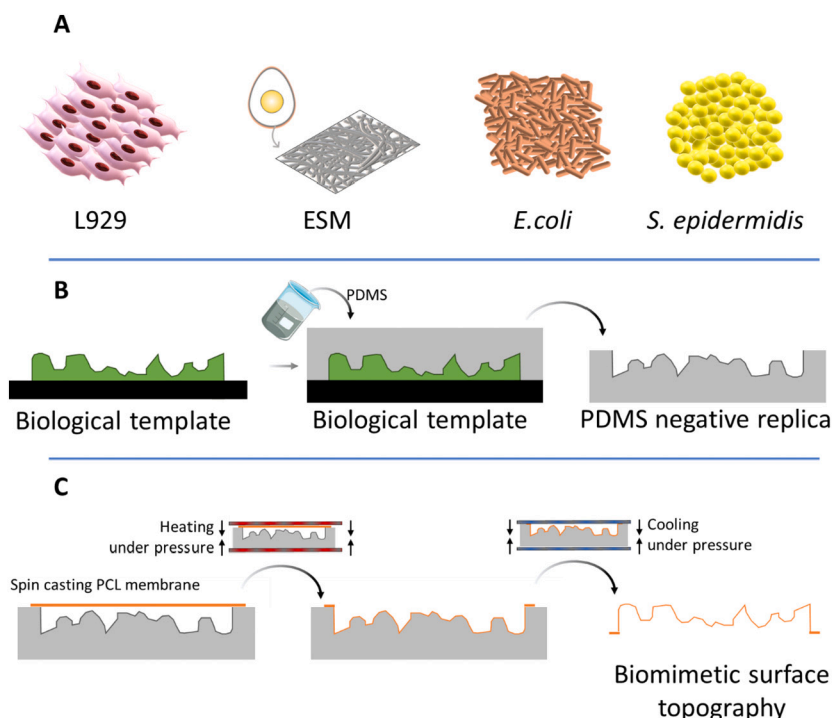 A
L929
ESM
E.coli
S. epidermidis
B
PDMS
Biological template
Biological template
PDMS negative replica
C
Heating
under pressure
Cooling
under pressure
Spin casting PCL membrane
Biomimetic surface
topography